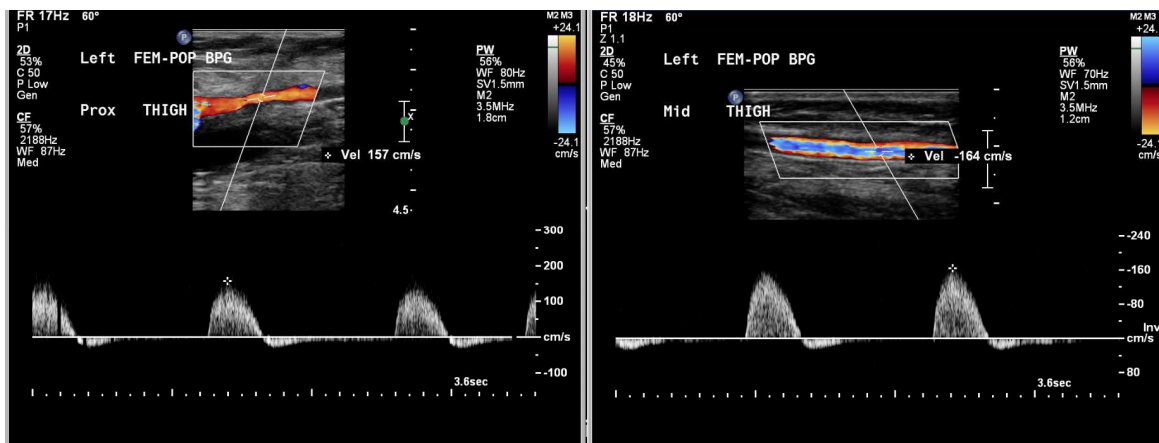 FR 17Hz 60°
P1
2D
53%
C 50
P Low
Gen
CF
57%
2188Hz
WF 87Hz
Med
P
Left FEM-POP BPG
Prox THIGH
PW
56%
WF 80Hz
SV1.5mm
M2
3.5MHz
1.8cm
M2 M3
+24.1
-24.1
cm/s
x
Vel 157 cm/s
4.5
300
200
100
cm/s
-100
3.6sec
FR 18Hz 60°
P1
Z 1.1
2D
45%
C 50
P Low
Gen
CF
57%
2188Hz
WF 87Hz
Med
Left FEM-POP BPG
P
Mid THIGH
PW
56%
WF 70Hz
SV1.5mm
M2
3.5MHz
1.2cm
M2 M3
+24.1
-24.1
cm/s
Vel -164 cm/s
-240
-160
-80
Inv
cm/s
80
3.6sec